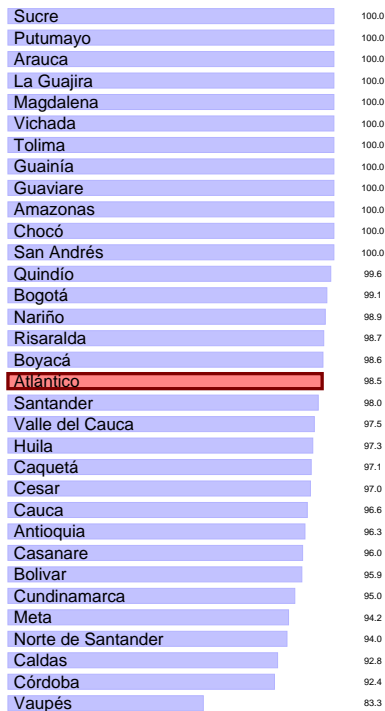 Sucre 100.0
Putumayo 100.0
Arauca 100.0
La Guajira 100.0
Magdalena 100.0
Vichada 100.0
Tolima 100.0
Guainía 100.0
Guaviare 100.0
Amazonas 100.0
Chocó 100.0
San Andrés 100.0
Quindío 99.6
Bogotá 99.1
Nariño 98.9
Risaralda 98.7
Boyacá 98.6
Atlántico 98.5
Santander 98.0
Valle del Cauca 97.5
Huila 97.3
Caquetá 97.1
Cesar 97.0
Cauca 96.6
Antioquia 96.3
Casanare 96.0
Bolivar 95.9
Cundinamarca 95.0
Meta 94.2
Norte de Santander 94.0
Caldas 92.8
Córdoba 92.4
Vaupés 83.3